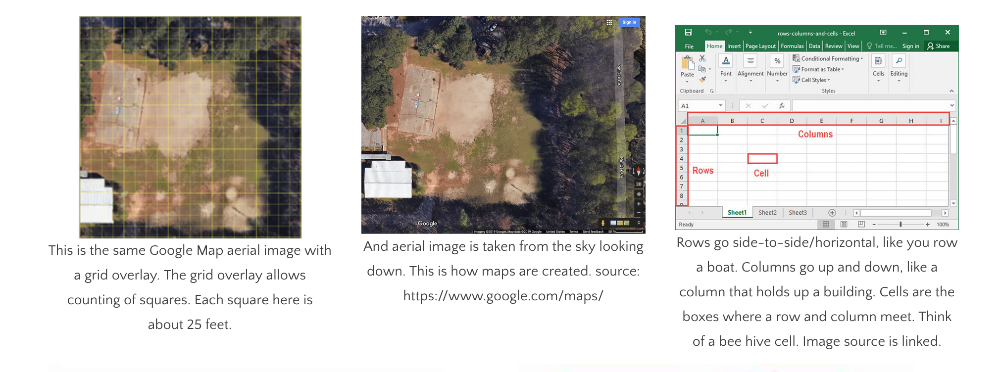 This is the same Google Map aerial image with
a grid overlay. The grid overlay allows
counting of squares. Each square here is
about 25 feet.
Sign in
Pin Oak Cir
Pin Oak Cir
3D
Google
Imagery ©2019 Google, Map data ©2019 Google United States Terms Send feedback 50 ft
And aerial image is taken from the sky looking
down. This is how maps are created. source:
https://www.google.com/maps/
rows-columns-and-cells - Excel
File Home Insert Page Layout Formulas Data Review View Tell me... Sign in Share
Paste Font Alignment Number Conditional Formatting Format as Table Cell Styles Cells Editing
Clipboard Styles
A1 fx
A B C D E F G H I
1
Columns
2
3
4
5
Rows
Cell
6
7
8
9
Sheet1 Sheet2 Sheet3
Ready 100%
Rows go side-to-side/horizontal, like you row
a boat. Columns go up and down, like a
column that holds up a building. Cells are the
boxes where a row and column meet. Think
of a bee hive cell. Image source is linked.